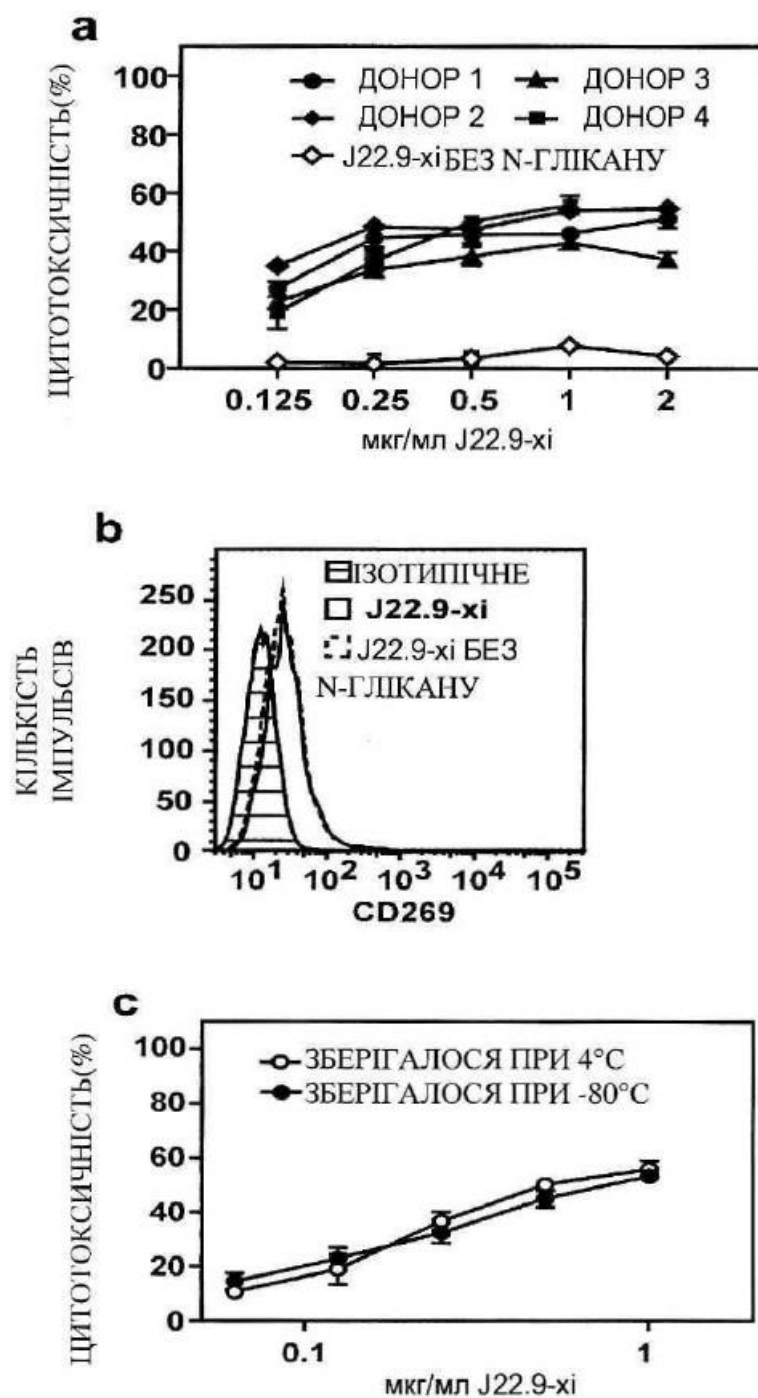 a
ЦИТОТОКСИЧНІСТЬ(%)
100
80
60
40
20
0
ДОНОР 1
ДОНОР 3
ДОНОР 2
ДОНОР 4
J22.9-xi БЕЗ N-ГЛІКАНУ
0.125 0.25 0.5 1 2
мкг/мл J22.9-xi
b
КІЛЬКІСТЬ
ІМПУЛЬСІВ
250
200
150
100
50
0
ІЗОТИПІЧНЕ
J22.9-xi
J22.9-xi БЕЗ
N-ГЛІКАНУ
10¹ 10² 10³ 10⁴ 10⁵
CD269
c
ЦИТОТОКСИЧНІСТЬ(%)
100
80
60
40
20
0
ЗБЕРІГАЛОСЯ ПРИ 4°C
ЗБЕРІГАЛОСЯ ПРИ -80°C
0.1 1
мкг/мл J22.9-xi